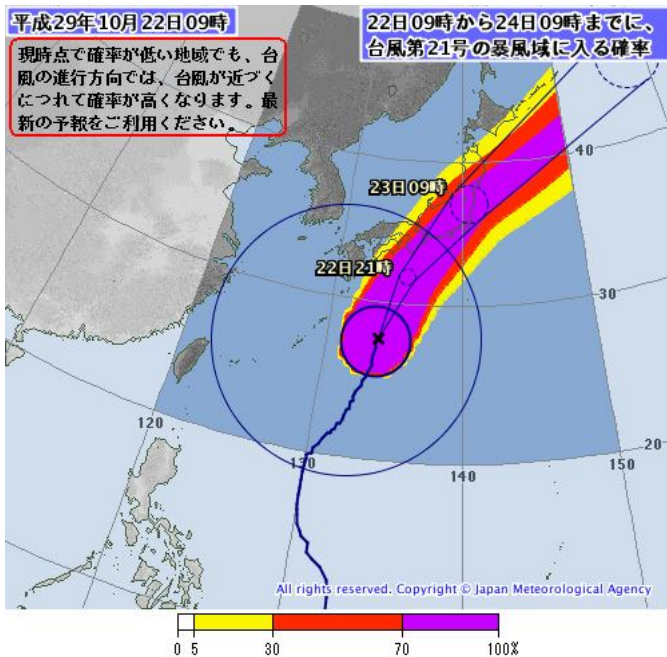 平成29年10月22日09時
22日09時から24日09時までに、
台風第21号の暴風域に入る確率
現時点で確率が低い地域でも、台
風の進行方向では、台風が近づく
につれて確率が高くなります。最
新の予報をご利用ください。
40
23日09時
22日21時
30
120
20
130
140
150
All rights reserved. Copyright © Japan Meteorological Agency
0 5 30 70 100%